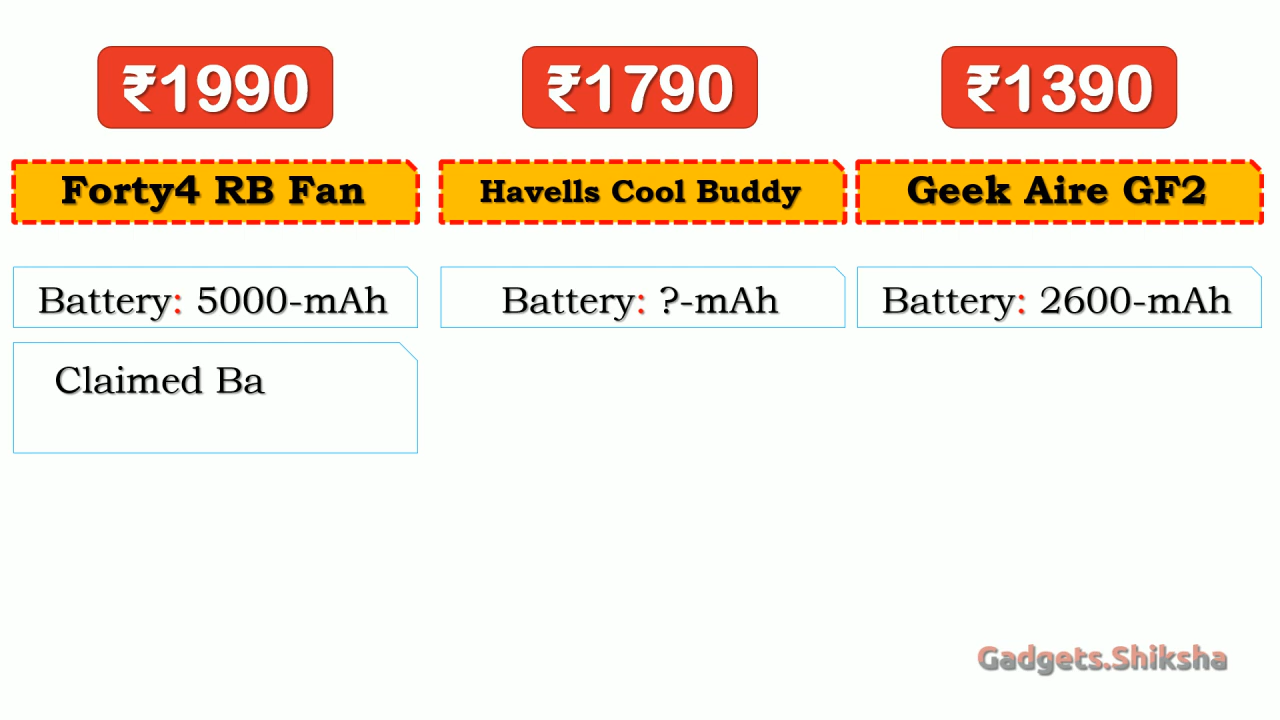 ₹1990
₹1790
₹1390
Forty4 RB Fan
Havells Cool Buddy
Geek Aire GF2
Battery: 5000-mAh
Battery: ?-mAh
Battery: 2600-mAh
Claimed Ba
Gadgets.Shiksha